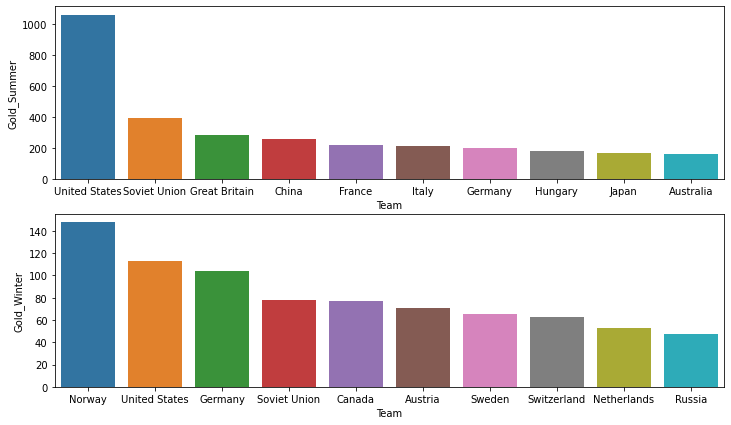 1000
800
600
400
200
0
Gold_Summer
United States Soviet Union Great Britain China France Italy Germany Hungary Japan Australia
Team
140
120
100
80
60
40
20
0
Gold_Winter
Norway United States Germany Soviet Union Canada Austria Sweden Switzerland Netherlands Russia
Team